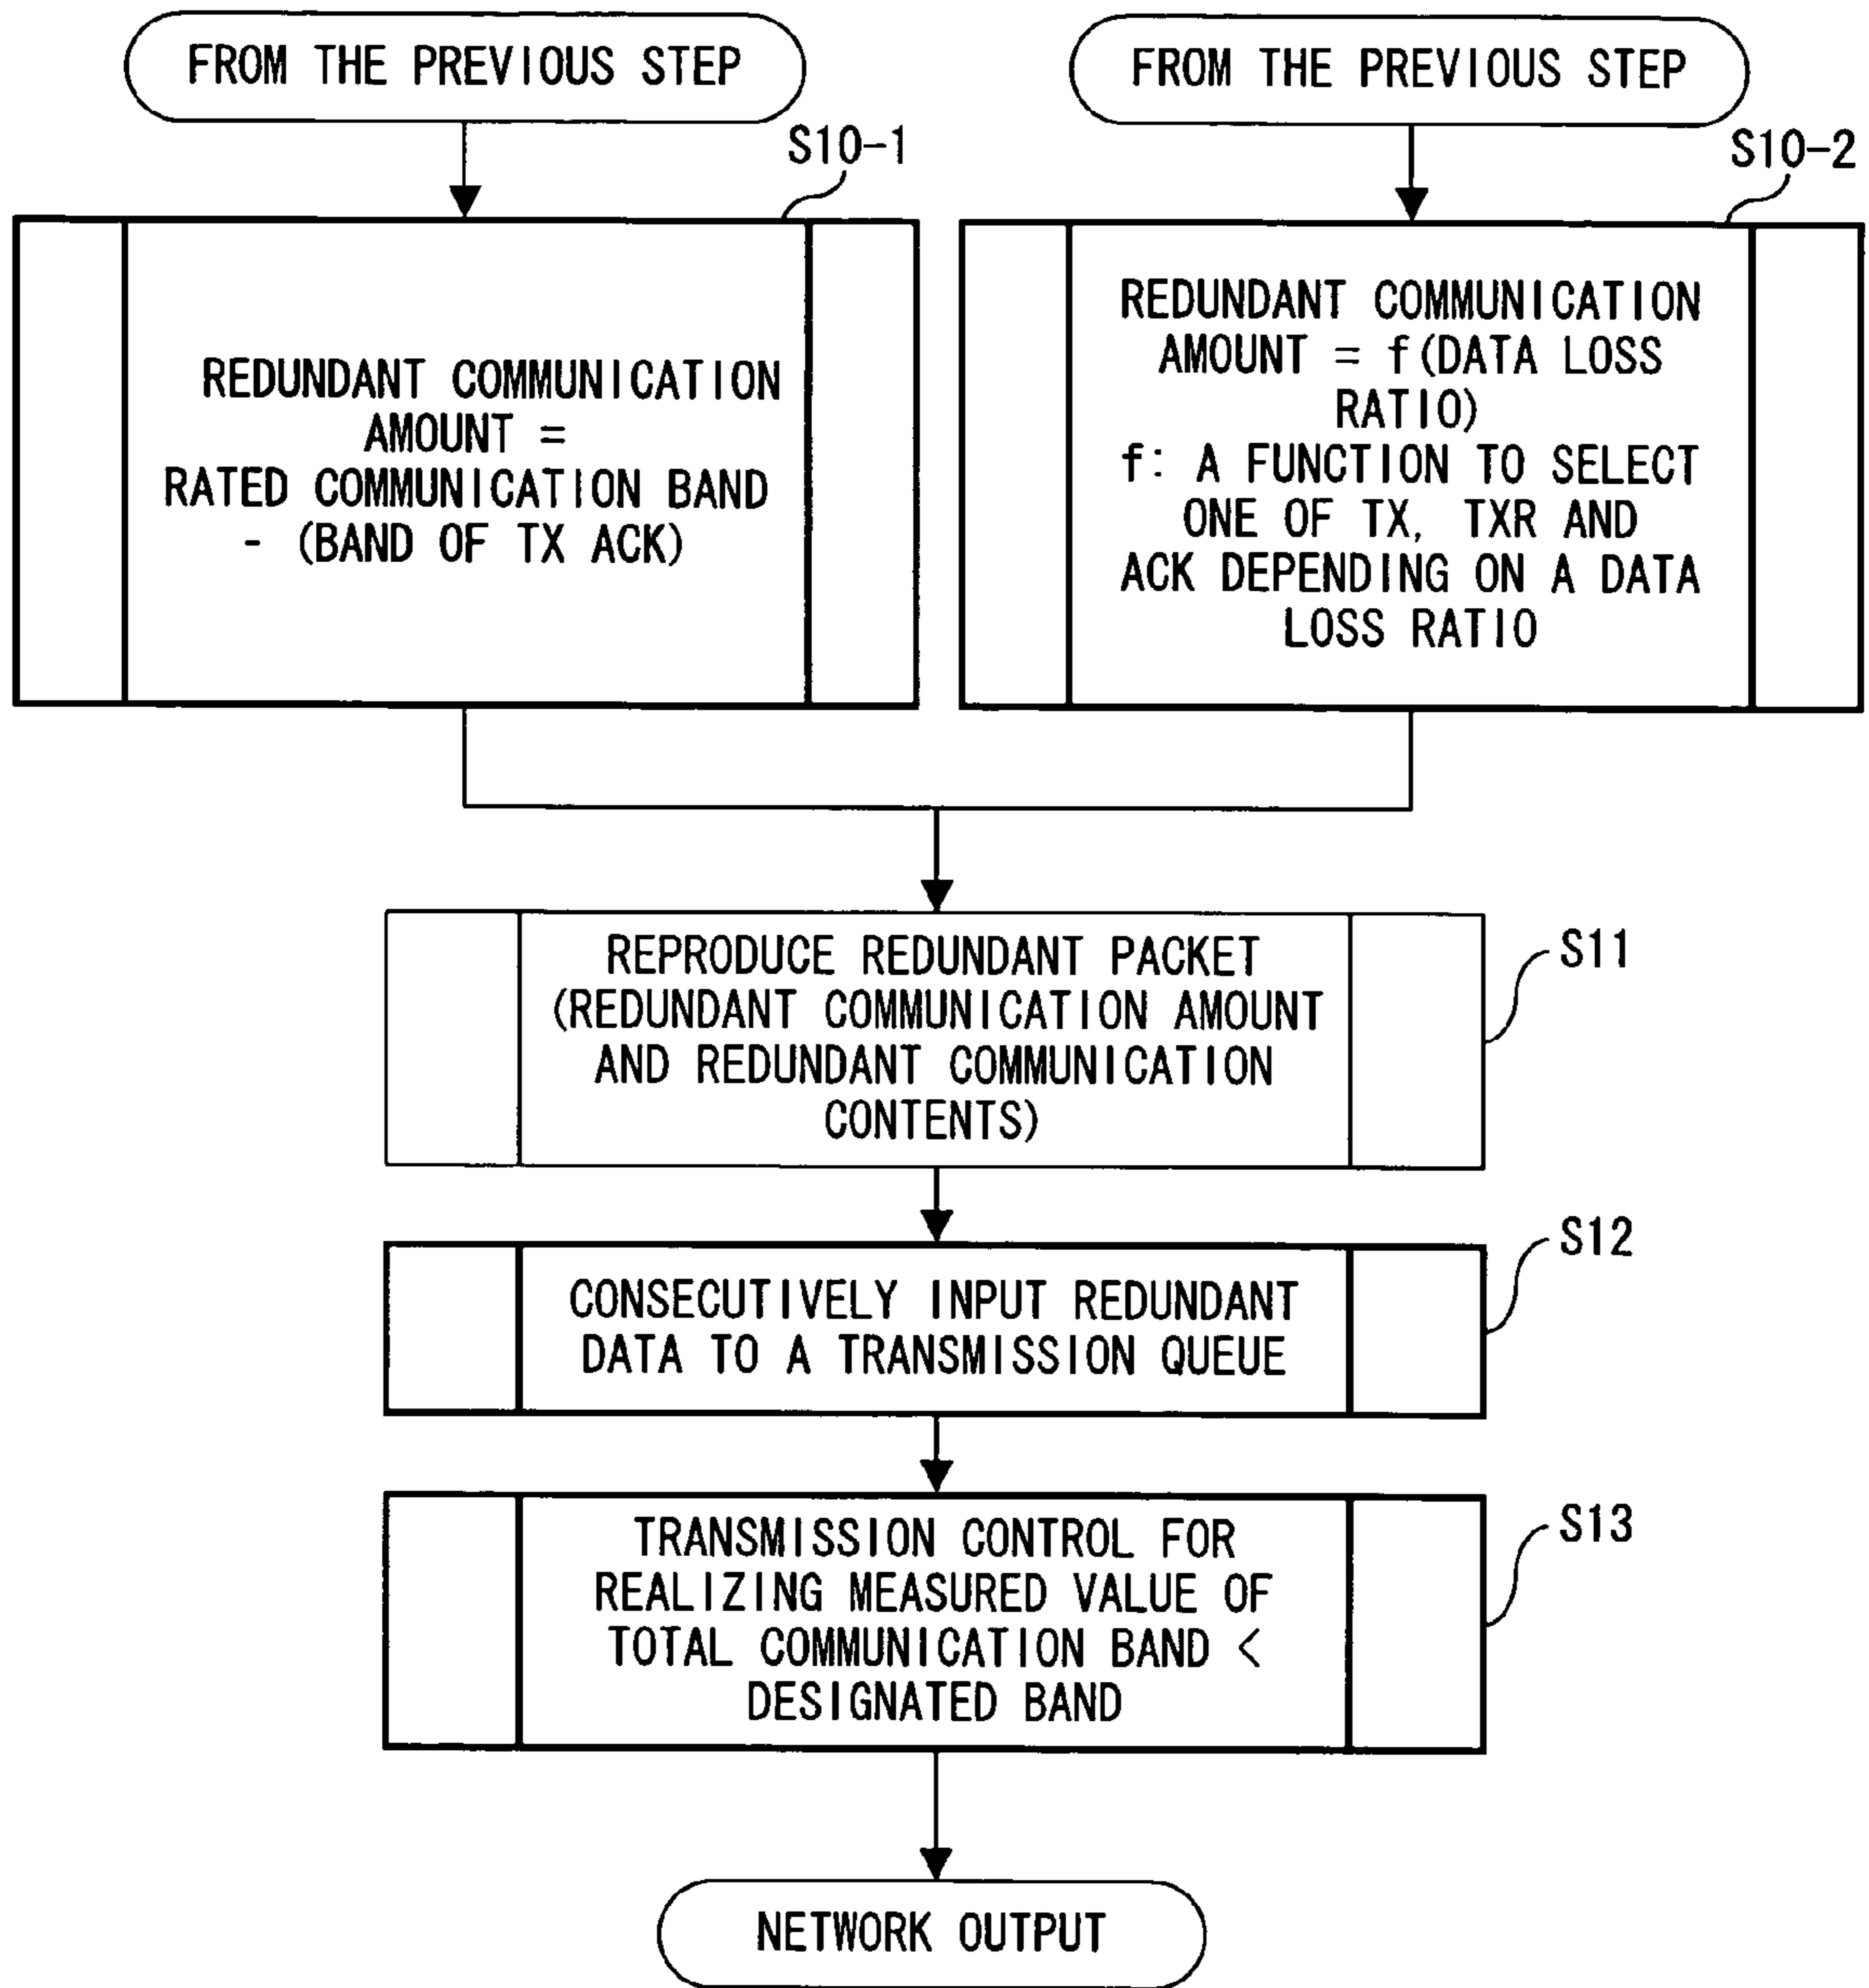 FROM THE PREVIOUS STEP
S10-1
REDUNDANT COMMUNICATION
AMOUNT =
RATED COMMUNICATION BAND
- (BAND OF TX ACK)
FROM THE PREVIOUS STEP
S10-2
REDUNDANT COMMUNICATION
AMOUNT = f(DATA LOSS
RATIO)
f: A FUNCTION TO SELECT
ONE OF TX, TXR AND
ACK DEPENDING ON A DATA
LOSS RATIO
REPRODUCE REDUNDANT PACKET
(REDUNDANT COMMUNICATION AMOUNT
AND REDUNDANT COMMUNICATION
CONTENTS)
S11
CONSECUTIVELY INPUT REDUNDANT
DATA TO A TRANSMISSION QUEUE
S12
TRANSMISSION CONTROL FOR
REALIZING MEASURED VALUE OF
TOTAL COMMUNICATION BAND <
DESIGNATED BAND
S13
NETWORK OUTPUT